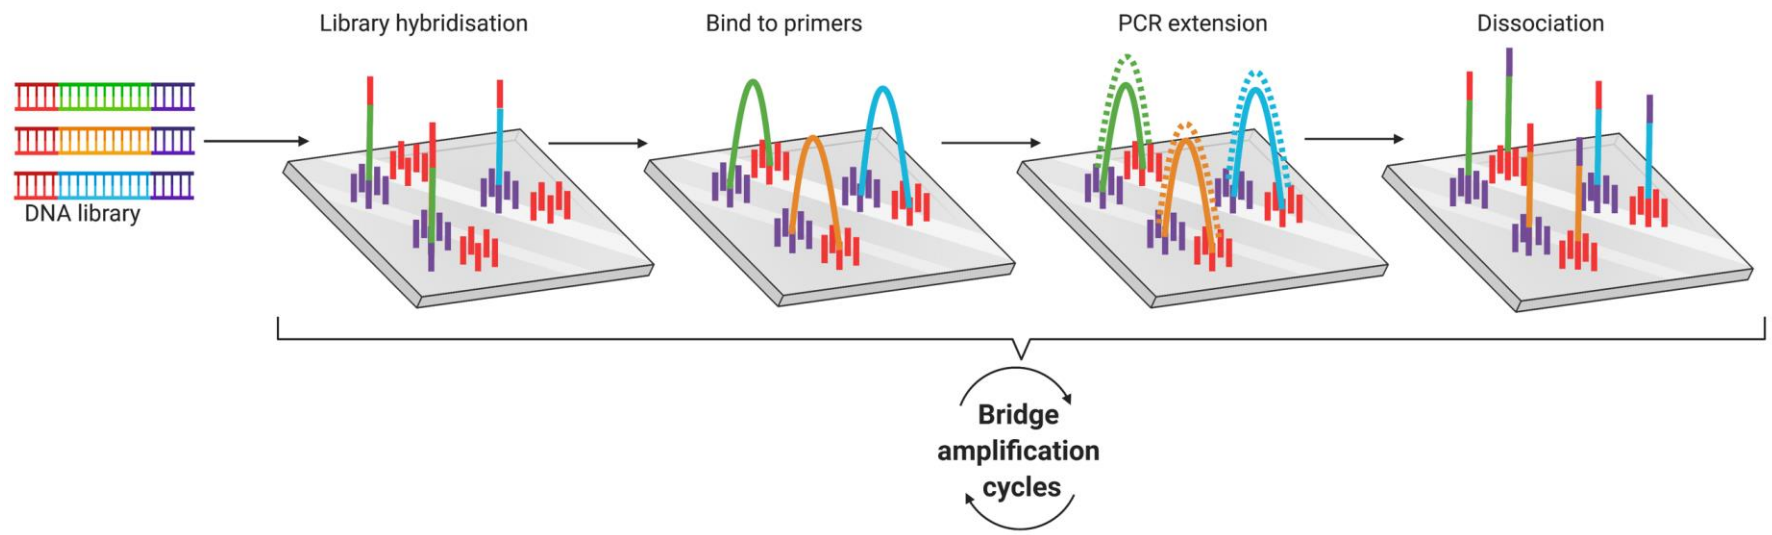 Library hybridisation
Bind to primers
PCR extension
Dissociation
DNA library
Bridge
amplification
cycles